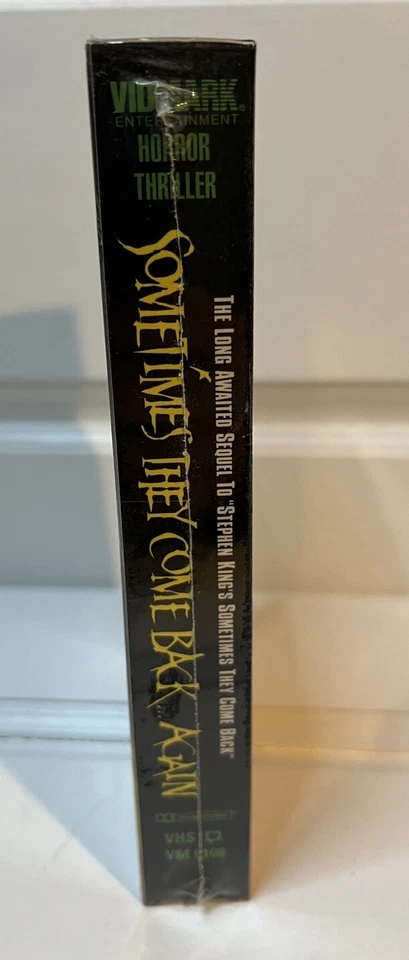 VIDMARK
ENTERTAINMENT
HORROR
THRILLER
SOMETIMES THEY COME BACK... AGAIN
THE LONG AWAITED SEQUEL TO "STEPHEN KING'S SOMETIMES THEY COME BACK"
VHS